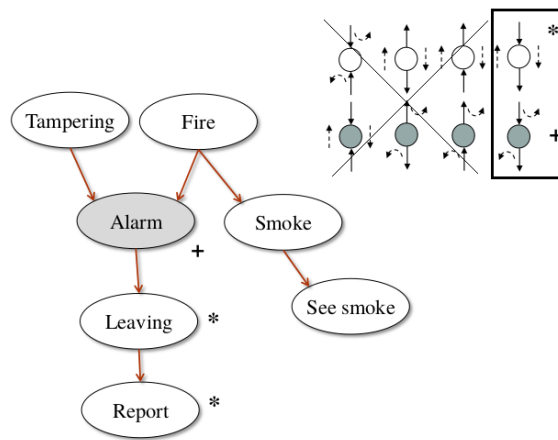 *
+
Tampering
Fire
Alarm
+
Smoke
Leaving *
See smoke
Report *